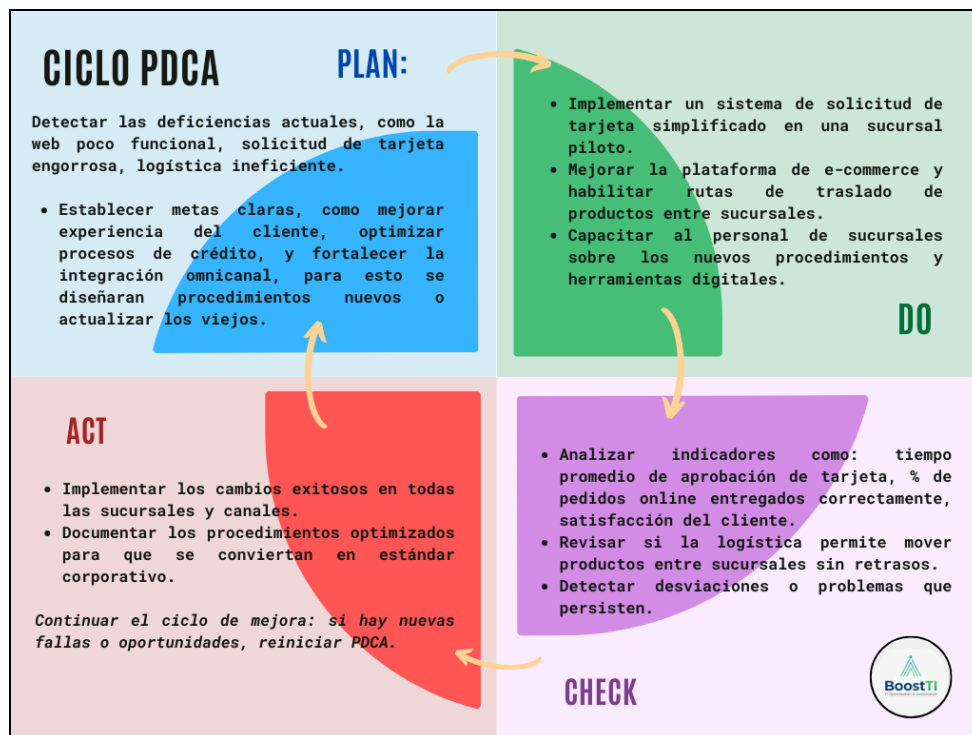 CICLO PDCA
PLAN:
Detectar las deficiencias actuales, como la
web poco funcional, solicitud de tarjeta
engorrosa, logística ineficiente.
• Establecer metas claras, como mejorar
experiencia del cliente, optimizar
procesos de crédito, y fortalecer la
integración omnicanal, para esto se
diseñaran procedimientos nuevos o
actualizar los viejos.
• Implementar un sistema de solicitud de
tarjeta simplificado en una sucursal
piloto.
• Mejorar la plataforma de e-commerce y
habilitar rutas de traslado de
productos entre sucursales.
• Capacitar al personal de sucursales
sobre los nuevos procedimientos y
herramientas digitales.
DO
ACT
• Implementar los cambios exitosos en todas
las sucursales y canales.
• Documentar los procedimientos optimizados
para que se conviertan en estándar
corporativo.
Continuar el ciclo de mejora: si hay nuevas
fallas o oportunidades, reiniciar PDCA.
• Analizar indicadores como: tiempo
promedio de aprobación de tarjeta, % de
pedidos online entregados correctamente,
satisfacción del cliente.
• Revisar si la logística permite mover
productos entre sucursales sin retrasos.
• Detectar desviaciones o problemas que
persisten.
CHECK
BoostTI